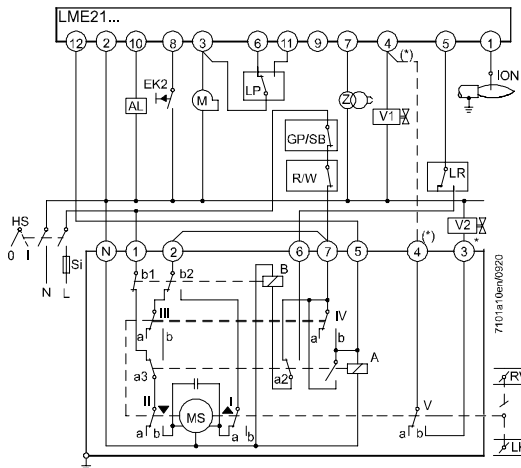 LME21...
12 2 10 8 3 6 11 9 7 4 (*) 5 1
ION
EK2
AL M LP Z V1
GP/SB
R/W LR
HS
0 I
Si
N L
V2
*
N 1 2 6 7 5 4 (*) 3
b1 b2 B
III IV
a b a b
a3 a2 A
II I V
MS
a b a b a b
RV
LK
7101a10en/0920